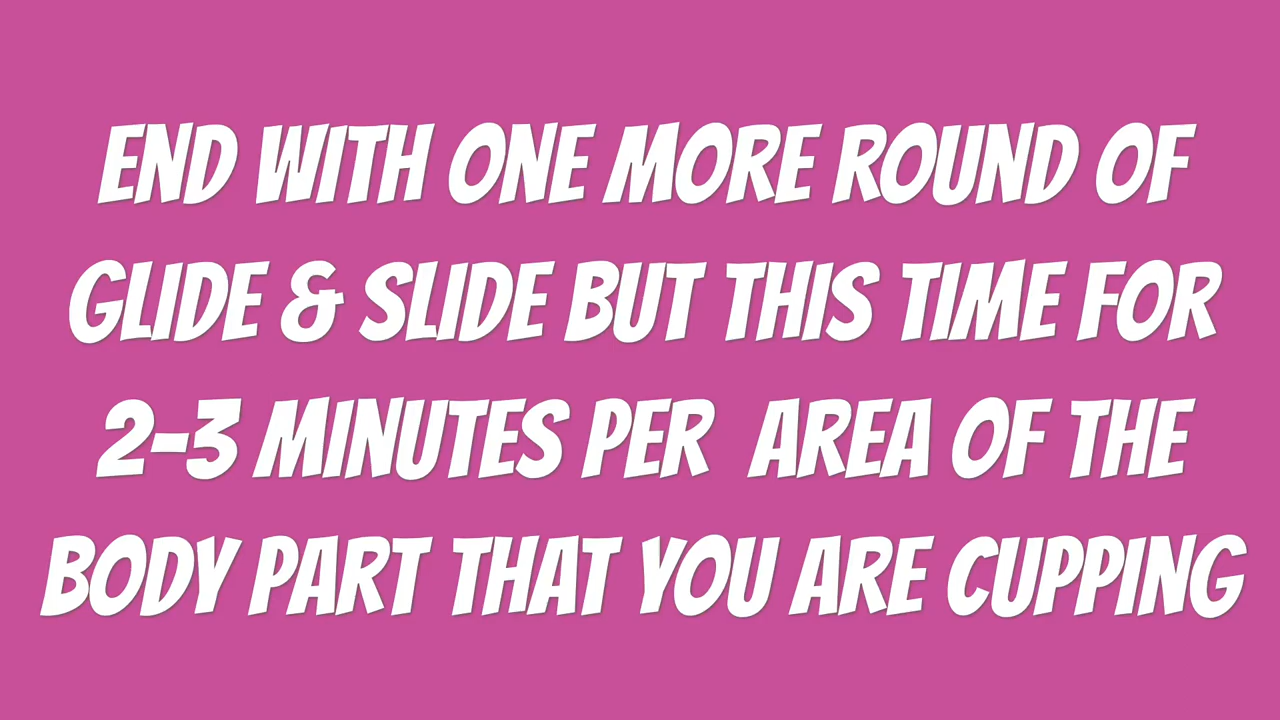 END WITH ONE MORE ROUND OF
GLIDE & SLIDE BUT THIS TIME FOR
2-3 MINUTES PER AREA OF THE
BODY PART THAT YOU ARE CUPPING